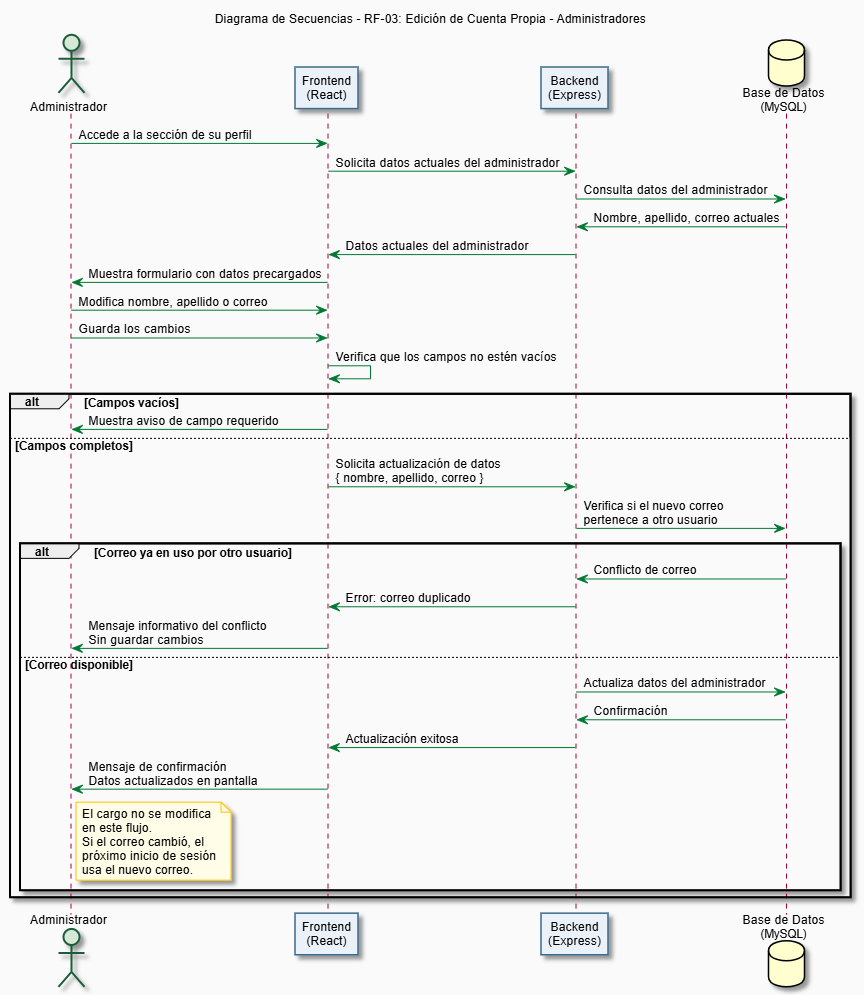 Diagrama de Secuencias - RF-03: Edición de Cuenta Propia - Administradores
Administrador
Frontend
(React)
Backend
(Express)
Base de Datos
(MySQL)
Accede a la sección de su perfil
Solicita datos actuales del administrador
Consulta datos del administrador
Nombre, apellido, correo actuales
Datos actuales del administrador
Muestra formulario con datos precargados
Modifica nombre, apellido o correo
Guarda los cambios
Verifica que los campos no estén vacíos
alt [Campos vacíos]
Muestra aviso de campo requerido
[Campos completos]
Solicita actualización de datos
{ nombre, apellido, correo }
Verifica si el nuevo correo
pertenece a otro usuario
alt [Correo ya en uso por otro usuario]
Conflicto de correo
Error: correo duplicado
Mensaje informativo del conflicto
Sin guardar cambios
[Correo disponible]
Actualiza datos del administrador
Confirmación
Actualización exitosa
Mensaje de confirmación
Datos actualizados en pantalla
El cargo no se modifica
en este flujo.
Si el correo cambió, el
próximo inicio de sesión
usa el nuevo correo.
Administrador
Frontend
(React)
Backend
(Express)
Base de Datos
(MySQL)